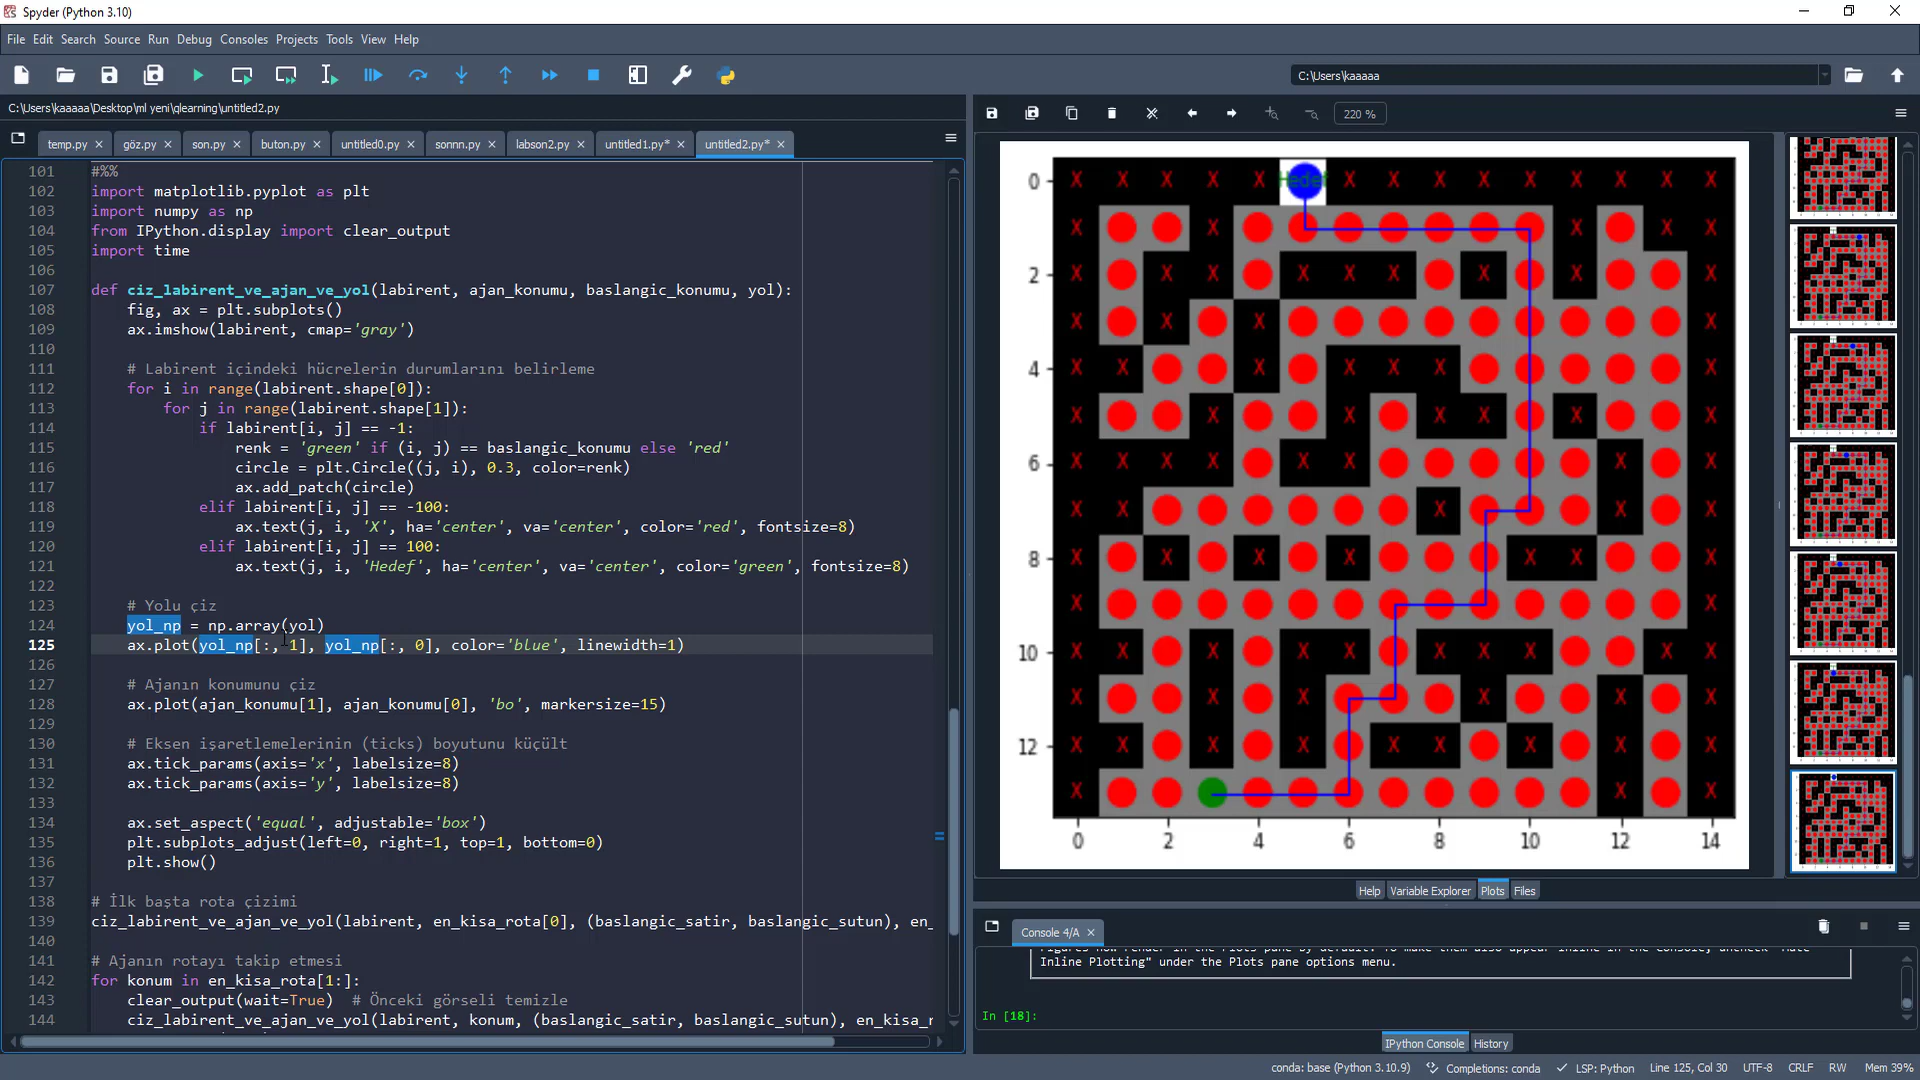 Spyder (Python 3.10)
File Edit Search Source Run Debug Consoles Projects Tools View Help
C:\Users\kaaaaa
C:\Users\kaaaaa\Desktop\ml yeni\qlearning\untitled2.py
temp.py göz.py son.py buton.py untitled0.py sonnn.py labson2.py untitled1.py* untitled2.py*
220 %
101 #%%
102 import matplotlib.pyplot as plt
103 import numpy as np
104 from IPython.display import clear_output
105 import time
106
107 def ciz_labirent_ve_ajan_ve_yol(labirent, ajan_konumu, baslangic_konumu, yol):
108 fig, ax = plt.subplots()
109 ax.imshow(labirent, cmap='gray')
110
111 # Labirent içindeki hücrelerin durumlarını belirleme
112 for i in range(labirent.shape[0]):
113 for j in range(labirent.shape[1]):
114 if labirent[i, j] == -1:
115 renk = 'green' if (i, j) == baslangic_konumu else 'red'
116 circle = plt.Circle((j, i), 0.3, color=renk)
117 ax.add_patch(circle)
118 elif labirent[i, j] == -100:
119 ax.text(j, i, 'X', ha='center', va='center', color='red', fontsize=8)
120 elif labirent[i, j] == 100:
121 ax.text(j, i, 'Hedef', ha='center', va='center', color='green', fontsize=8)
122
123 # Yolu çiz
124 yol_np = np.array(yol)
125 ax.plot(yol_np[:, 1], yol_np[:, 0], color='blue', linewidth=1)
126
127 # Ajanın konumunu çiz
128 ax.plot(ajan_konumu[1], ajan_konumu[0], 'bo', markersize=15)
129
130 # Eksen işaretlemelerinin (ticks) boyutunu küçült
131 ax.tick_params(axis='x', labelsize=8)
132 ax.tick_params(axis='y', labelsize=8)
133
134 ax.set_aspect('equal', adjustable='box')
135 plt.subplots_adjust(left=0, right=1, top=1, bottom=0)
136 plt.show()
137
138 # İlk başta rota çizimi
139 ciz_labirent_ve_ajan_ve_yol(labirent, en_kisa_rota[0], (baslangic_satir, baslangic_sutun), en_
140
141 # Ajanın rotayı takip etmesi
142 for konum in en_kisa_rota[1:]:
143 clear_output(wait=True) # Önceki görseli temizle
144 ciz_labirent_ve_ajan_ve_yol(labirent, konum, (baslangic_satir, baslangic_sutun), en_kisa_r
0 X X X X X Hedef X X X X X X X X X
X X X X X
2 X X X X X X X X X
X X X X
4 X X X X X X X
X X X X
6 X X X X X X X
X X X X X
8 X X X X X X X X
X X
10 X X X X X X X X X X
X X X X X X
12 X X X X X X X X X X
X X X
0 2 4 6 8 10 12 14
Help Variable Explorer Plots Files
Console 4/A
Inline Plotting" under the Plots pane options menu.
In [18]:
IPython Console History
conda: base (Python 3.10.9) Completions: conda LSP: Python Line 125, Col 30 UTF-8 CRLF RW Mem 39%